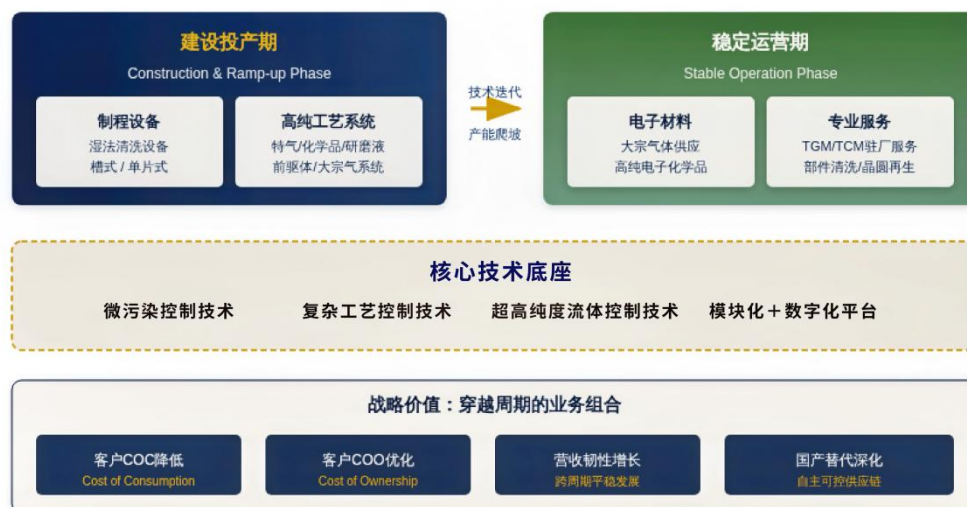 建设投产期
Construction & Ramp-up Phase
制程设备
湿法清洗设备
槽式 / 单片式
高纯工艺系统
特气/化学品/研磨液
前驱体/大宗气系统
技术迭代
产能爬坡
稳定运营期
Stable Operation Phase
电子材料
大宗气体供应
高纯电子化学品
专业服务
TGM/TCM驻厂服务
部件清洗/晶圆再生
核心技术底座
微污染控制技术
复杂工艺控制技术
超高纯度流体控制技术
模块化+数字化平台
战略价值：穿越周期的业务组合
客户COC降低
Cost of Consumption
客户COO优化
Cost of Ownership
营收韧性增长
跨周期平稳发展
国产替代深化
自主可控供应链